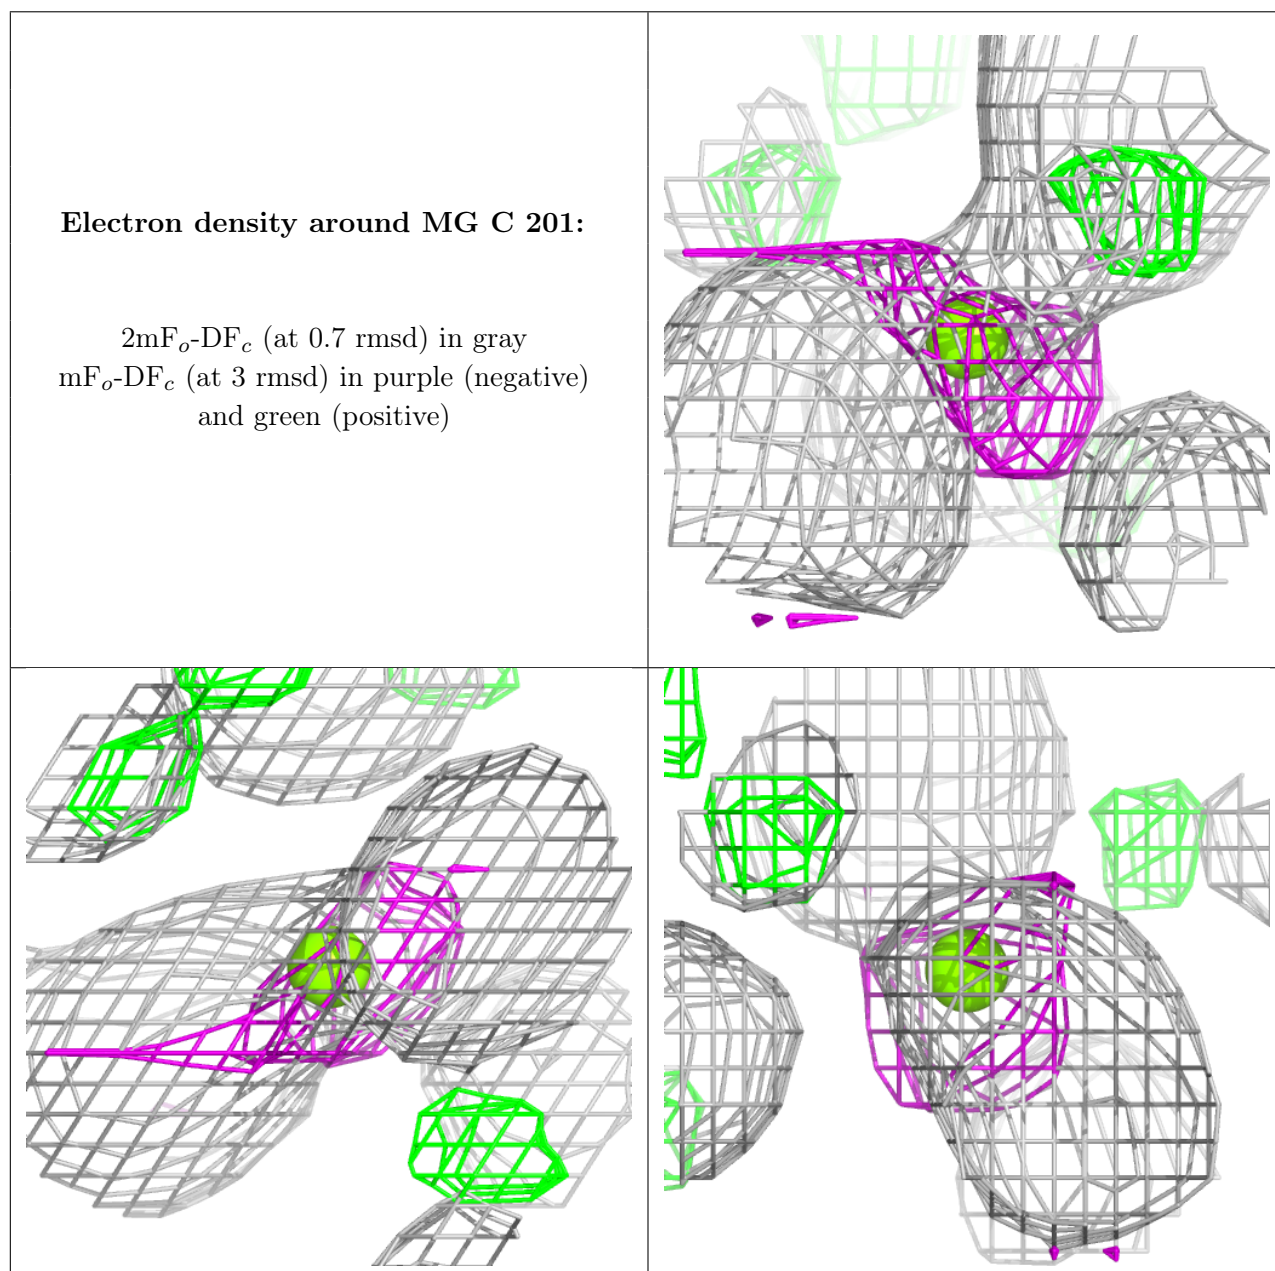 Electron density around MG C 201:
2mFo-DFc (at 0.7 rmsd) in gray
mFo-DFc (at 3 rmsd) in purple (negative)
and green (positive)